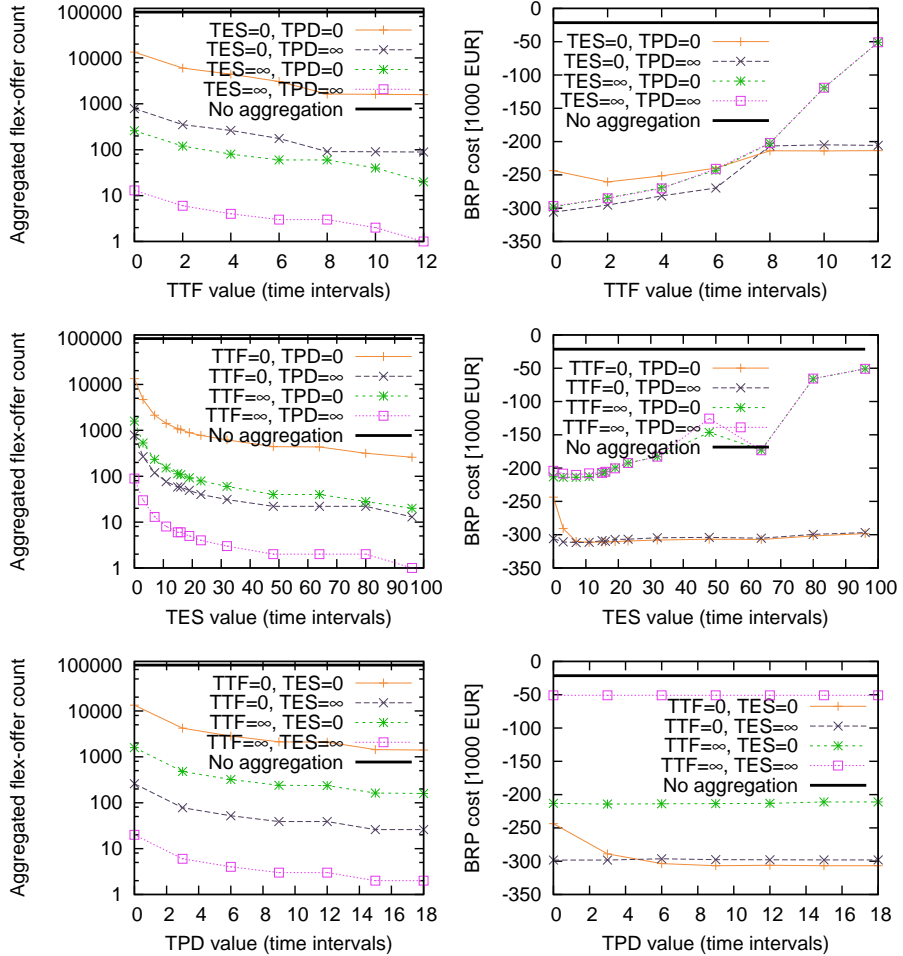 Aggregated flex-offer count
100000
10000
1000
100
10
1
TES=0, TPD=0
TES=0, TPD=∞
TES=∞, TPD=0
TES=∞, TPD=∞
No aggregation
0 2 4 6 8 10 12
TTF value (time intervals)
BRP cost [1000 EUR]
0
-50
-100
-150
-200
-250
-300
-350
TES=0, TPD=0
TES=0, TPD=∞
TES=∞, TPD=0
TES=∞, TPD=∞
No aggregation
0 2 4 6 8 10 12
TTF value (time intervals)
Aggregated flex-offer count
100000
10000
1000
100
10
1
TTF=0, TPD=0
TTF=0, TPD=∞
TTF=∞, TPD=0
TTF=∞, TPD=∞
No aggregation
0 10 20 30 40 50 60 70 80 90 100
TES value (time intervals)
BRP cost [1000 EUR]
0
-50
-100
-150
-200
-250
-300
-350
TTF=0, TPD=0
TTF=0, TPD=∞
TTF=∞, TPD=0
TTF=∞, TPD=∞
No aggregation
0 10 20 30 40 50 60 70 80 90 100
TES value (time intervals)
Aggregated flex-offer count
100000
10000
1000
100
10
1
TTF=0, TES=0
TTF=0, TES=∞
TTF=∞, TES=0
TTF=∞, TES=∞
No aggregation
0 2 4 6 8 10 12 14 16 18
TPD value (time intervals)
BRP cost [1000 EUR]
0
-50
-100
-150
-200
-250
-300
-350
TTF=0, TES=0
TTF=0, TES=∞
TTF=∞, TES=0
TTF=∞, TES=∞
No aggregation
0 2 4 6 8 10 12 14 16 18
TPD value (time intervals)